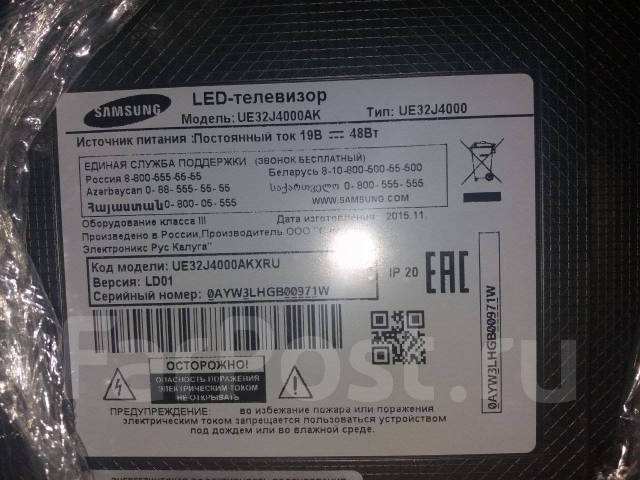 SAMSUNG
LED-телевизор
Модель: UE32J4000AK Тип: UE32J4000
Источник питания :Постоянный ток 19В 48Вт
ЕДИНАЯ СЛУЖБА ПОДДЕРЖКИ (ЗВОНОК БЕСПЛАТНЫЙ)
Россия 8-800-555-55-55 Беларусь 8-10-800-500-55-500
Azərbaycan 0-88-555-55-55 საქართველო 0-800-555-555
Հայաստան 0-800-05-555 WWW.SAMSUNG.COM
Оборудование класса III Дата изготовления 2015.11.
Произведено в России,Производитель ООО
Электроникс Рус Калуга"
Код модели: UE32J4000AKXRU
Версия: LD01
Серийный номер: 0AYW3LHGB00971W
IP 20
EAC
0AYW3LHGB00971W
FarPost.ru
ОСТОРОЖНО!
ОПАСНОСТЬ ПОРАЖЕНИЯ
ЭЛЕКТРИЧЕСКИМ ТОКОМ
НЕ ОТКРЫВАТЬ
ПРЕДУПРЕЖДЕНИЕ: во избежание пожара или поражения
электрическим током запрещается пользоваться устройством
под дождем или во влажной среде.